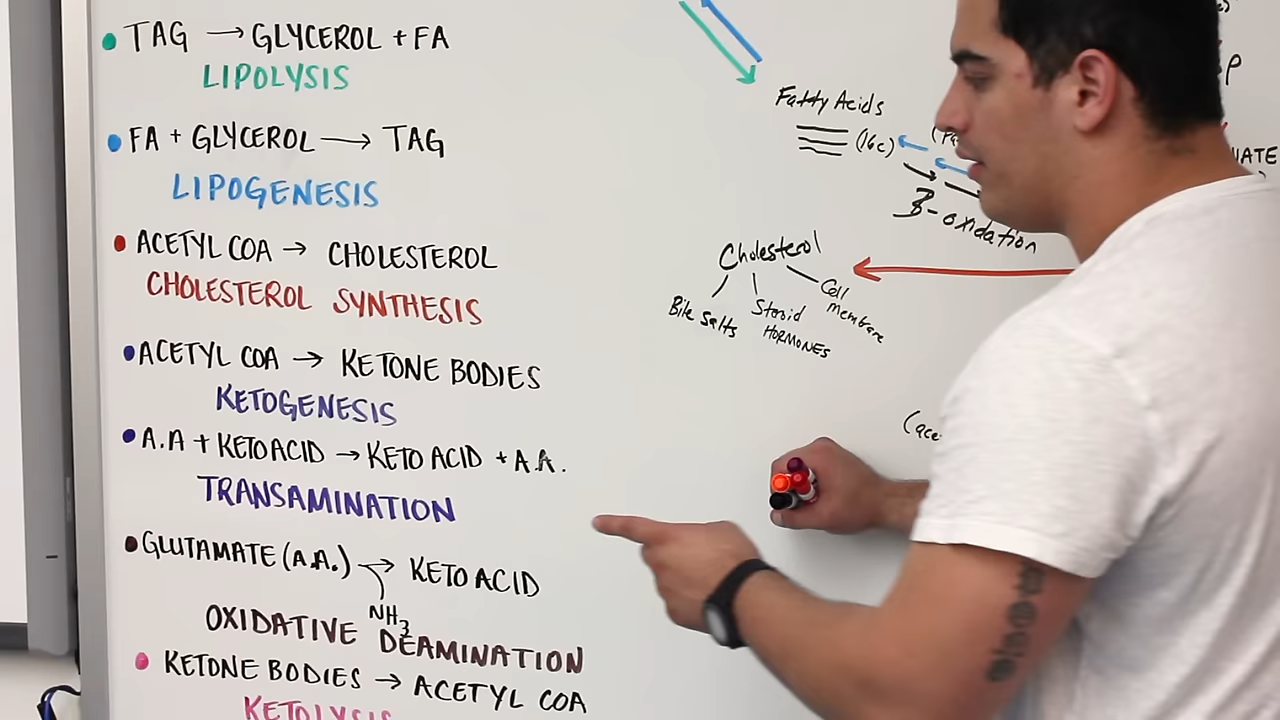 TAG → GLYCEROL + FA
LIPOLYSIS
FA + GLYCEROL → TAG
LIPOGENESIS
ACETYL COA → CHOLESTEROL
CHOLESTEROL SYNTHESIS
ACETYL COA → KETONE BODIES
KETOGENESIS
A.A + KETOACID → KETO ACID + A.A.
TRANSAMINATION
GLUTAMATE (A.A.) → KETO ACID
NH3
OXIDATIVE DEAMINATION
KETONE BODIES → ACETYL COA
KETOLYSIS
Fatty Acids
(16c)
β-oxidation
Cholesterol
Bile Salts
Steroid
HORMONES
Cell
membrane